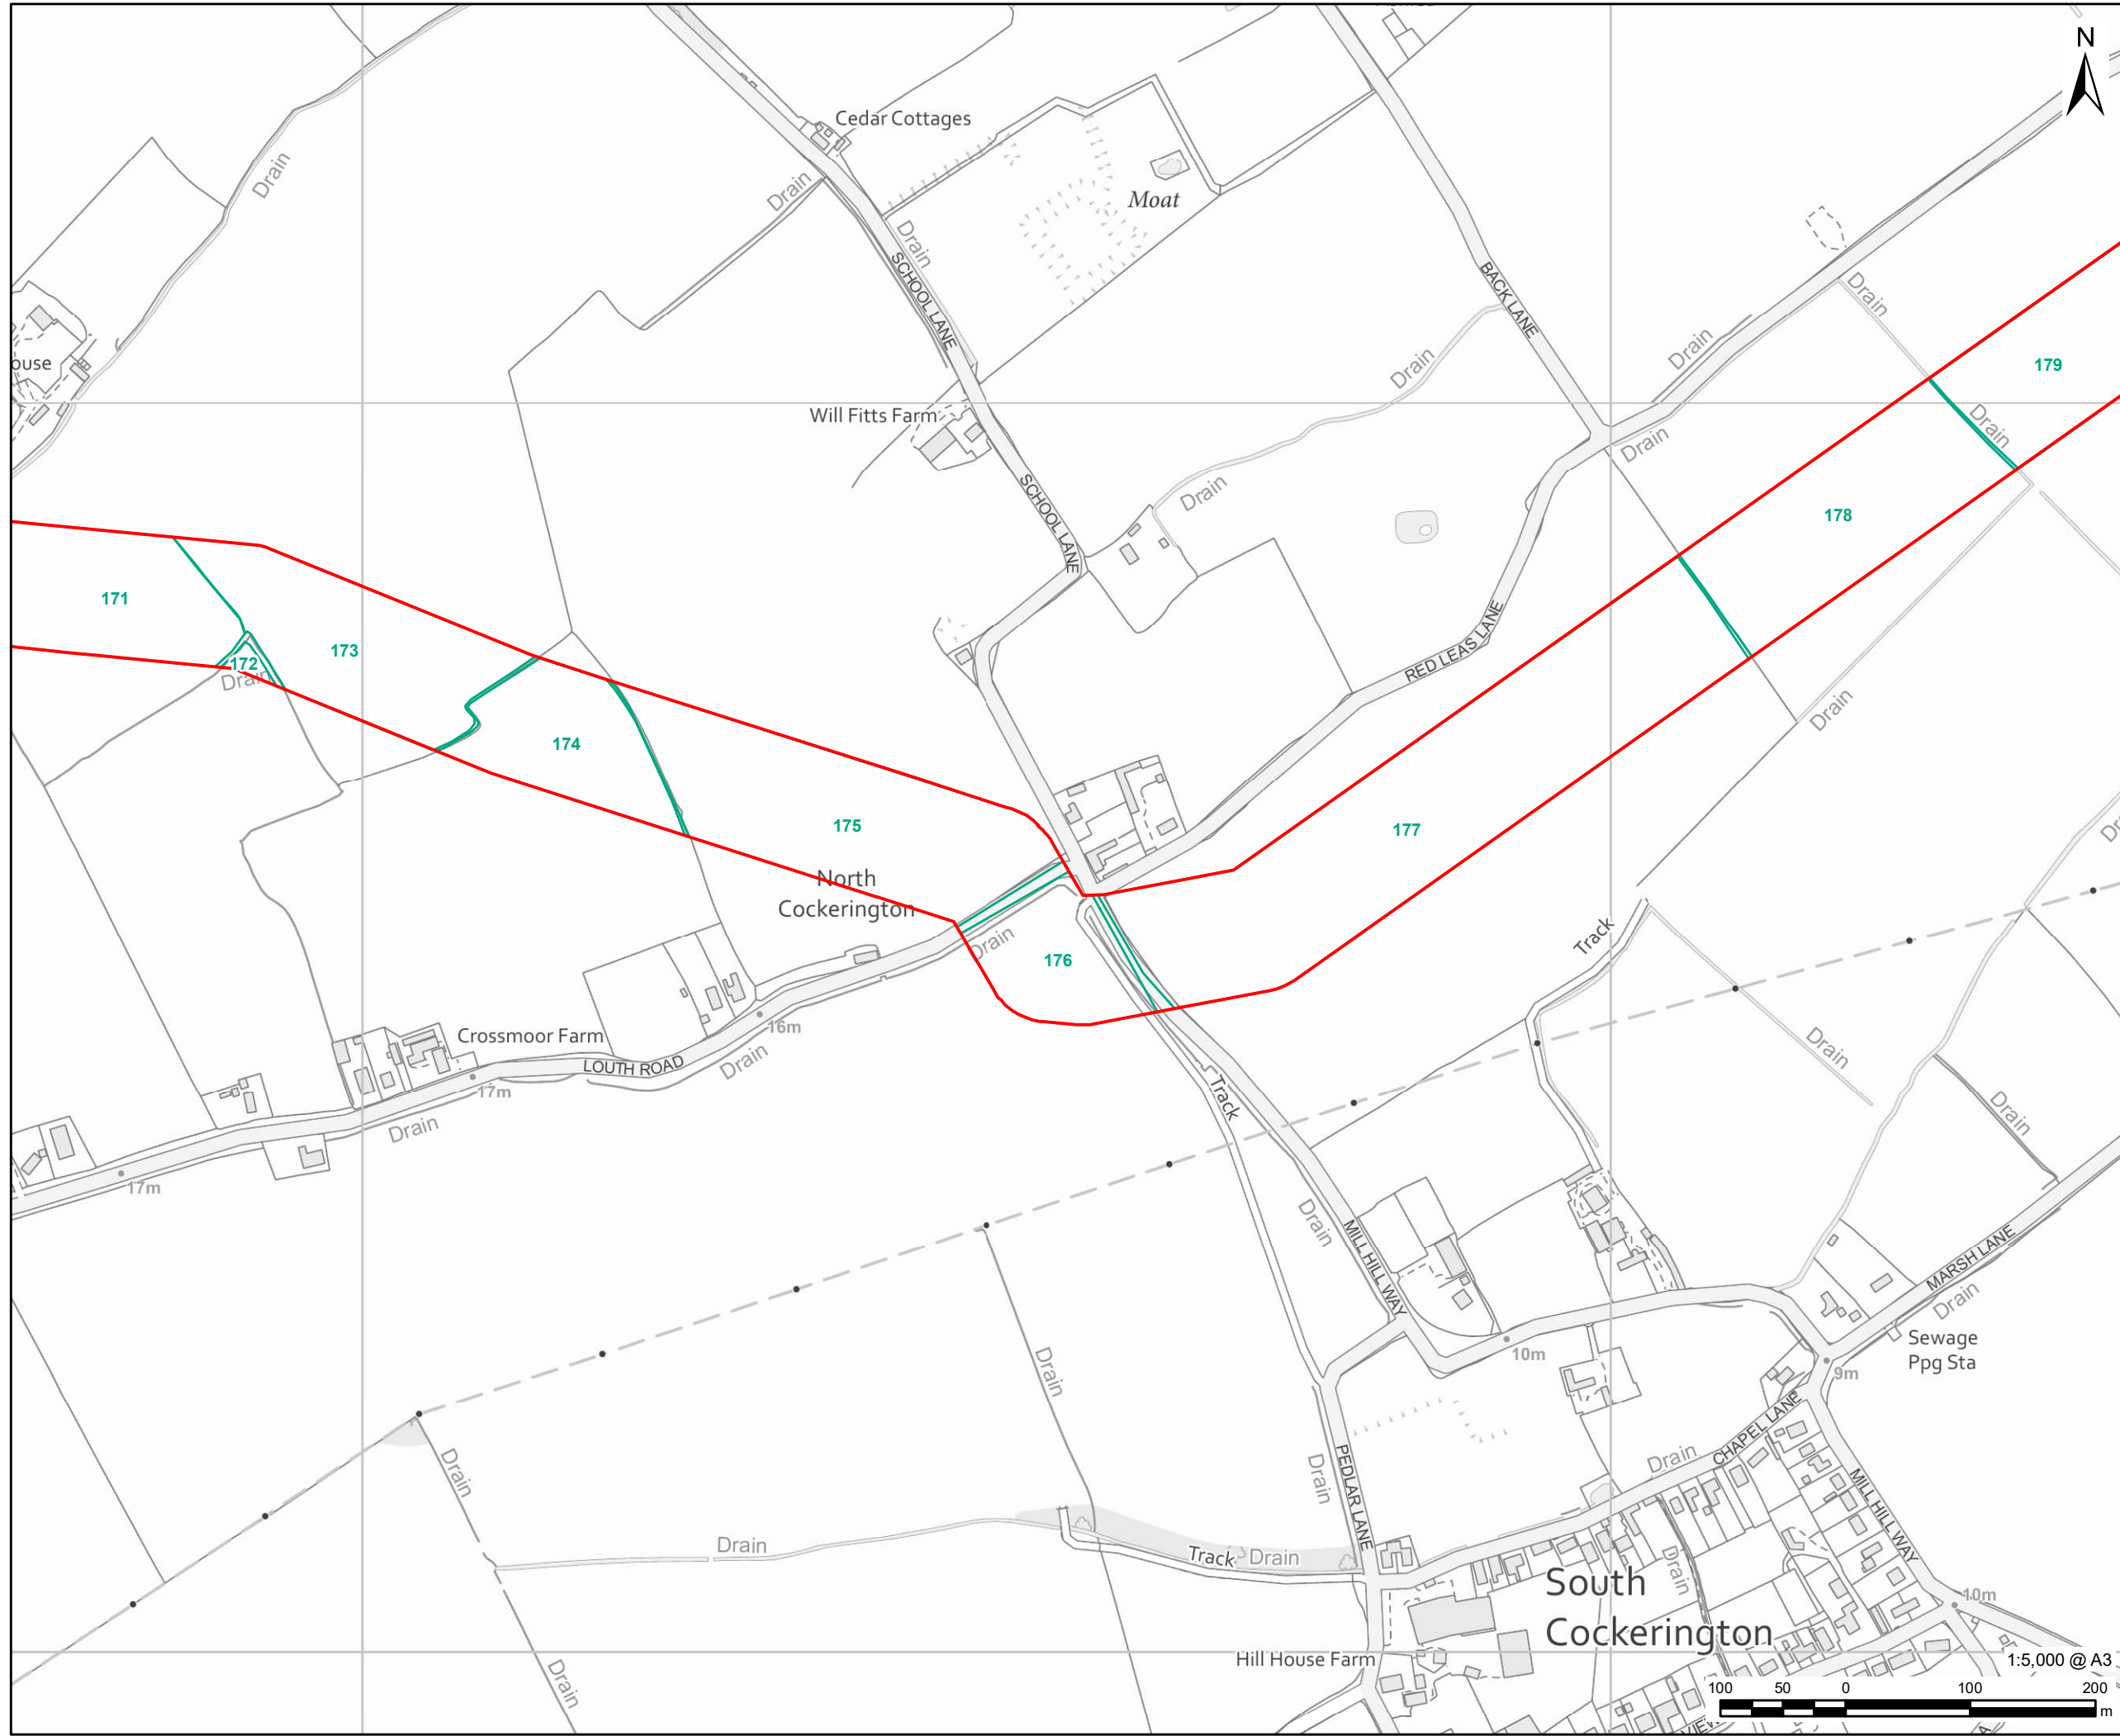 N
Cedar Cottages
Drain
Drain
Moat
Drain
SCHOOL LANE
BACK LANE
Drain
Drain
Drain
ouse
179
Will Fitts Farm
Drain
Drain
SCHOOL LANE
Drain
178
171
173
172
Drain
RED LEAS LANE
Drain
174
175
177
North
Cockerington
Drain
176
Track
16m
Crossmoor Farm
LOUTH ROAD
Drain
Drain
17m
Track
Drain
Drain
17m
Drain
MILL HILL WAY
MARSH LANE
Drain
Sewage
Ppg Sta
10m
9m
Drain
CHAPEL LANE
Drain
Drain
PEDLAR LANE
Drain
MILL HILL WAY
Drain
Track
Drain
Drain
South
Cockerington
10m
Hill House Farm
Drain
1:5,000 @ A3
100 50 0 100 200
m